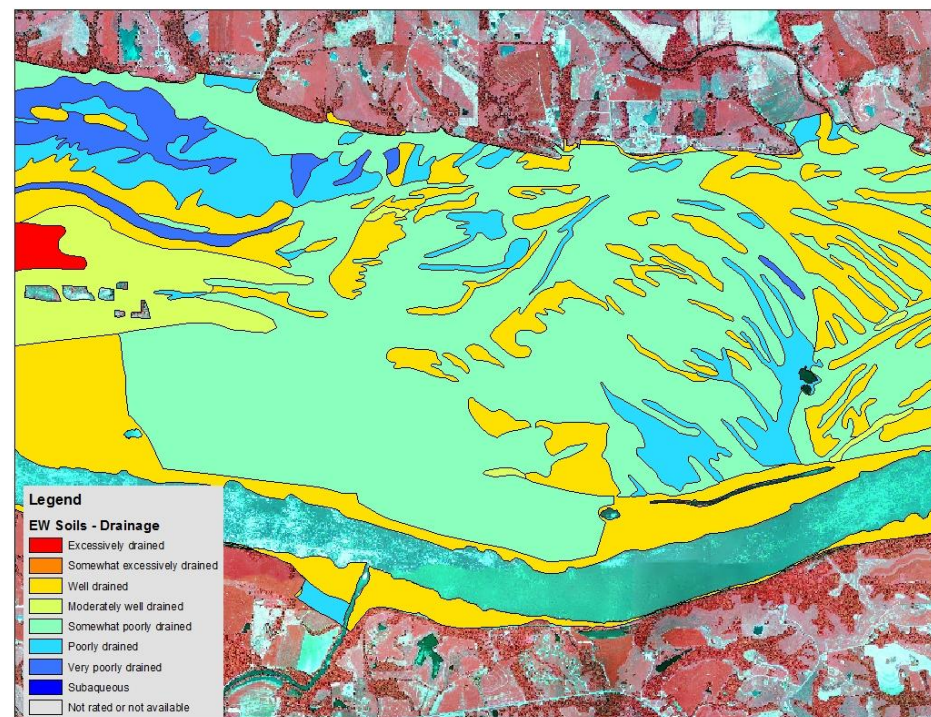 Legend
EW Soils - Drainage
Excessively drained
Somewhat excessively drained
Well drained
Moderately well drained
Somewhat poorly drained
Poorly drained
Very poorly drained
Subaqueous
Not rated or not available